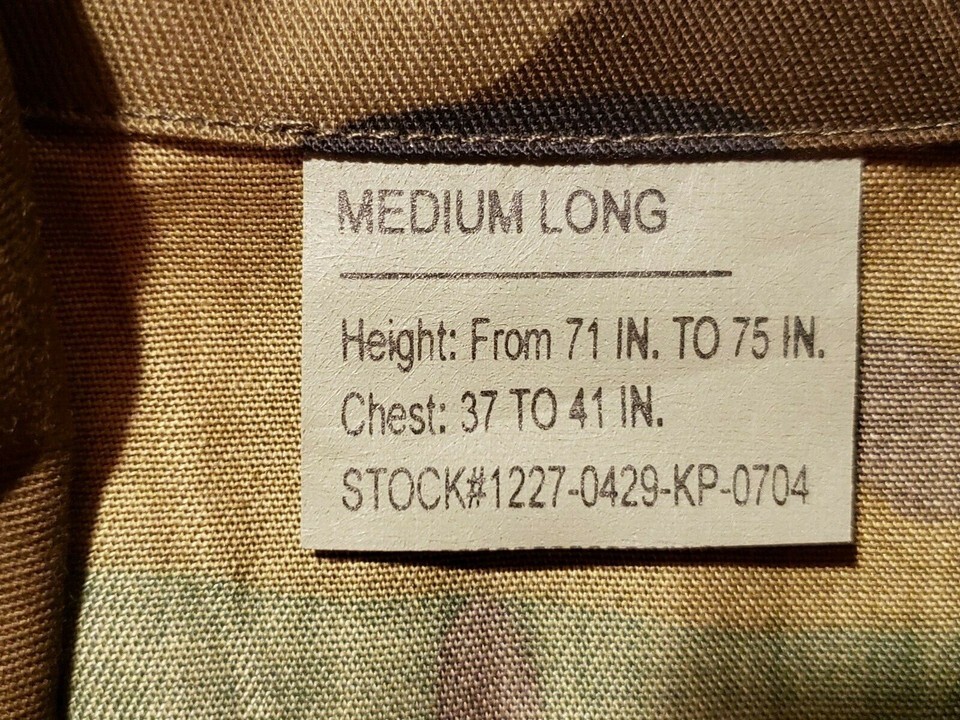 MEDIUM LONG
Height: From 71 IN. TO 75 IN.
Chest: 37 TO 41 IN.
STOCK#1227-0429-KP-0704